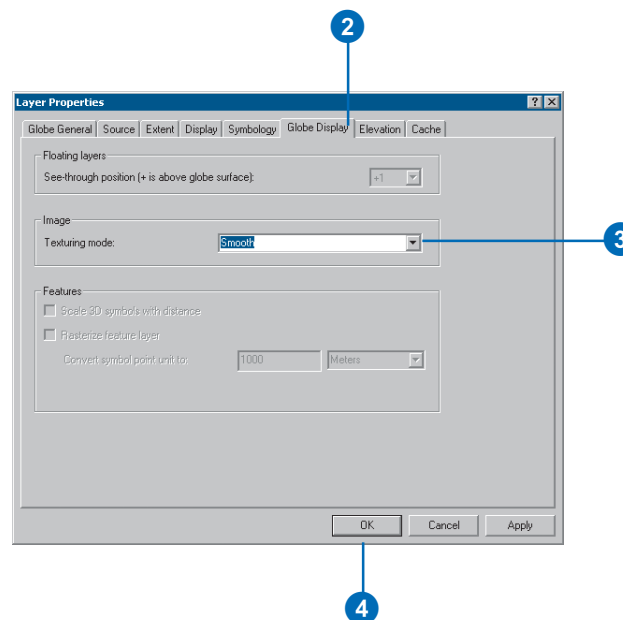 2
Layer Properties
Globe General Source Extent Display Symbology Globe Display Elevation Cache
Floating layers
See-through position (+ is above globe surface): +1
Image
Texturing mode: Smooth
3
Features
Scale 3D symbols with distance
Rasterize feature layer
Convert symbol point unit to: 1000 Meters
OK Cancel Apply
4